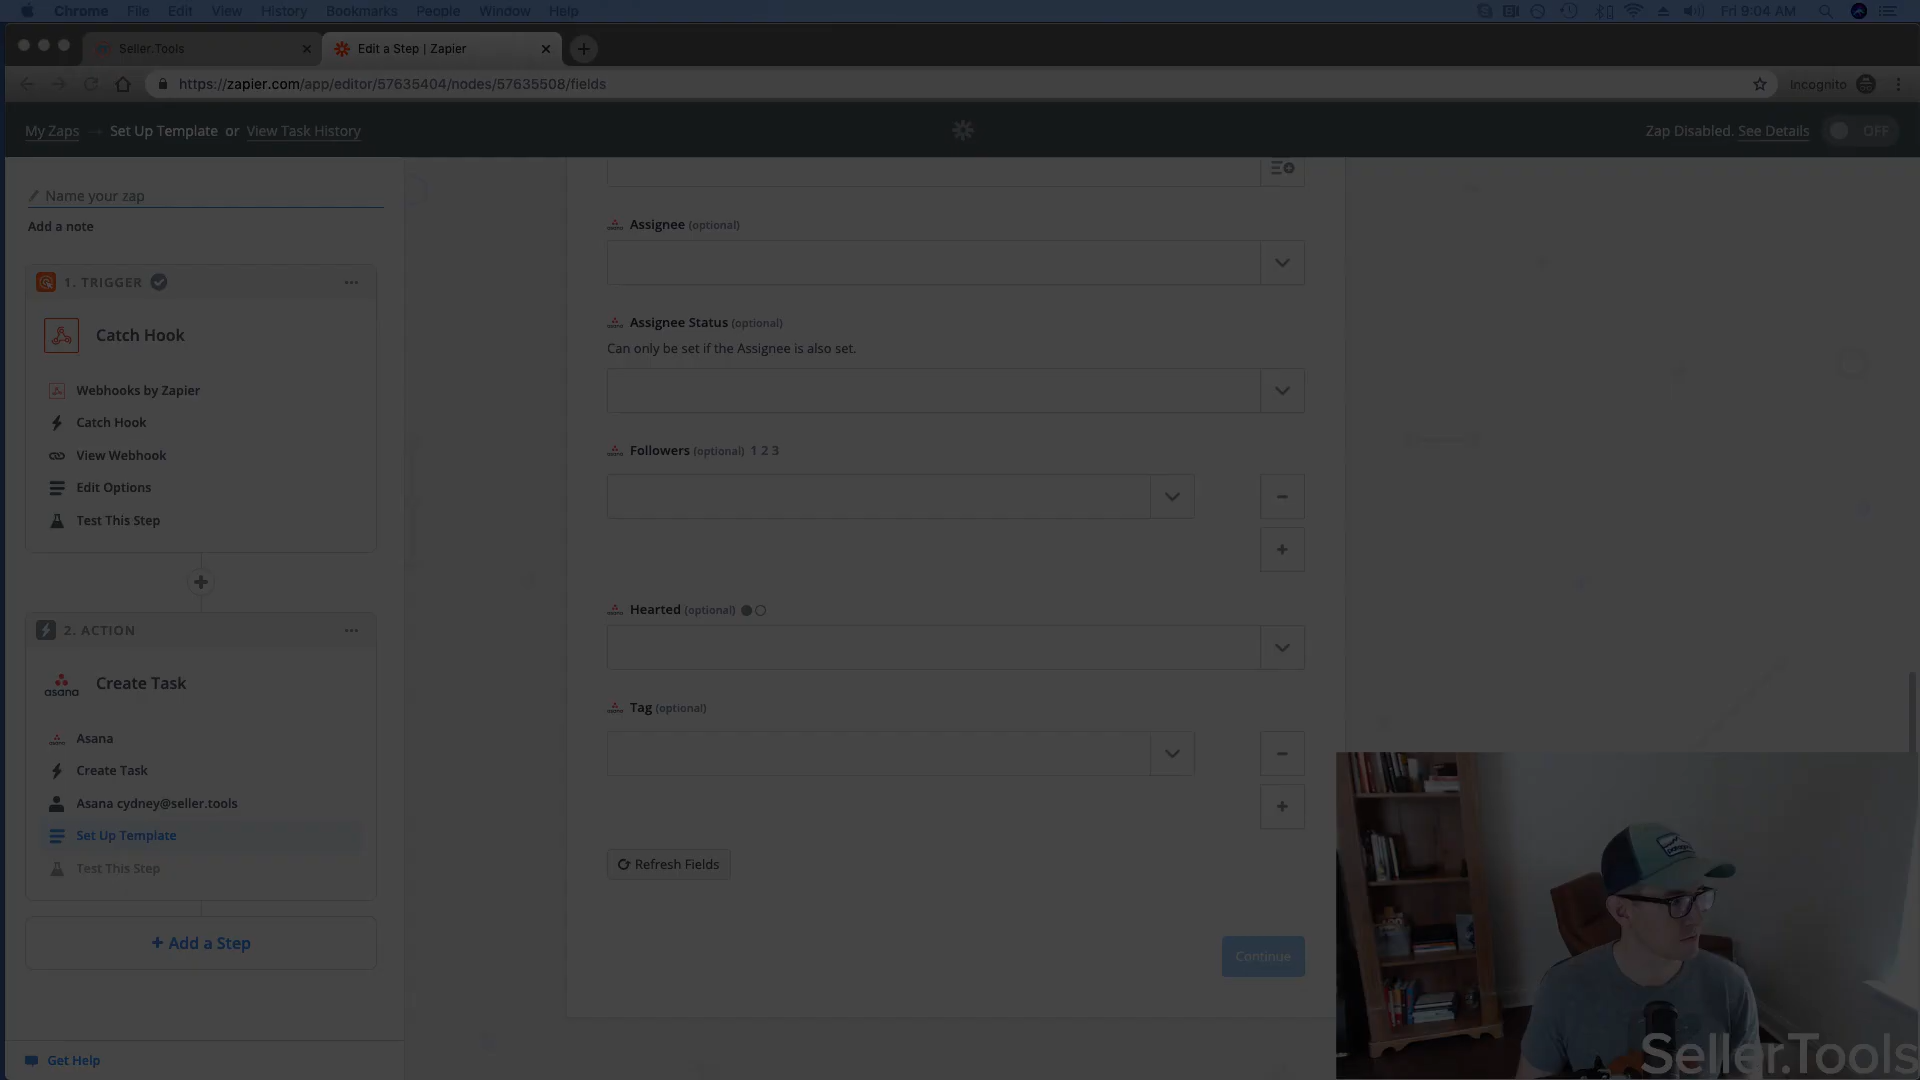 Chrome File Edit View History Bookmarks People Window Help Fri 9:04 AM
Seller.Tools
Edit a Step | Zapier
https://zapier.com/app/editor/57635404/nodes/57635508/fields
Incognito
My Zaps → Set Up Template or View Task History
Zap Disabled. See Details OFF
Name your zap
Add a note
1. TRIGGER
Catch Hook
Webhooks by Zapier
Catch Hook
View Webhook
Edit Options
Test This Step
2. ACTION
asana
Create Task
Asana
Create Task
Asana cydney@seller.tools
Set Up Template
Test This Step
+ Add a Step
Get Help
Assignee (optional)
Assignee Status (optional)
Can only be set if the Assignee is also set.
Followers (optional) 1 2 3
Hearted (optional)
Tag (optional)
Refresh Fields
Continue
Seller.Tools